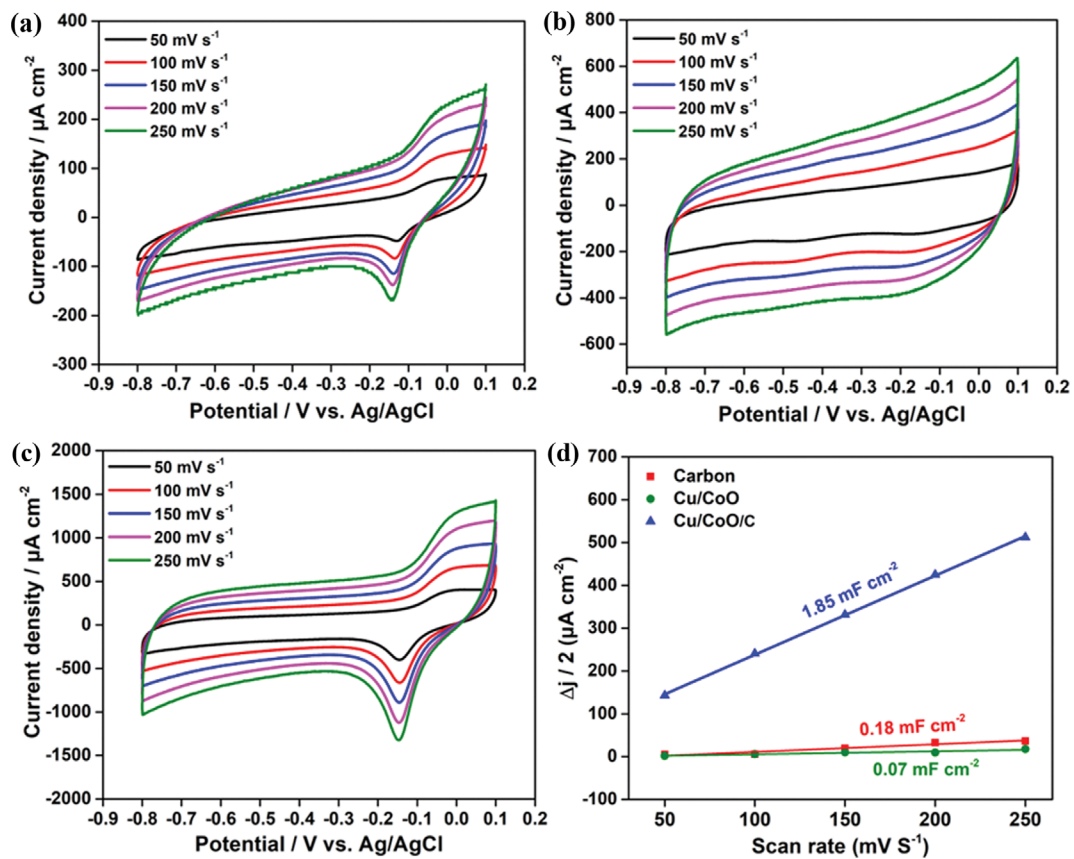 (a)
400
300
200
100
0
-100
-200
-300
Current density / μA cm⁻²
50 mV s⁻¹
100 mV s⁻¹
150 mV s⁻¹
200 mV s⁻¹
250 mV s⁻¹
-0.9 -0.8 -0.7 -0.6 -0.5 -0.4 -0.3 -0.2 -0.1 0.0 0.1 0.2
Potential / V vs. Ag/AgCl
(b)
800
600
400
200
0
-200
-400
-600
Current density / μA cm⁻²
50 mV s⁻¹
100 mV s⁻¹
150 mV s⁻¹
200 mV s⁻¹
250 mV s⁻¹
-0.9 -0.8 -0.7 -0.6 -0.5 -0.4 -0.3 -0.2 -0.1 0.0 0.1 0.2
Potential / V vs. Ag/AgCl
(c)
2000
1500
1000
500
0
-500
-1000
-1500
-2000
Current density / μA cm⁻²
50 mV s⁻¹
100 mV s⁻¹
150 mV s⁻¹
200 mV s⁻¹
250 mV s⁻¹
-0.9 -0.8 -0.7 -0.6 -0.5 -0.4 -0.3 -0.2 -0.1 0.0 0.1 0.2
Potential / V vs. Ag/AgCl
(d)
700
600
500
400
300
200
100
0
-100
Δj / 2 (μA cm⁻²)
Carbon
Cu/CoO
Cu/CoO/C
1.85 mF cm⁻²
0.18 mF cm⁻²
0.07 mF cm⁻²
50 100 150 200 250
Scan rate (mV S⁻¹)